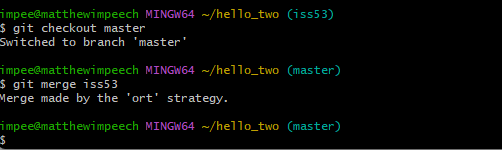 impee@matthewimpeech MINGW64 ~/hello_two (iss53)
$ git checkout master
Switched to branch 'master'
impee@matthewimpeech MINGW64 ~/hello_two (master)
$ git merge iss53
Merge made by the 'ort' strategy.
impee@matthewimpeech MINGW64 ~/hello_two (master)
$